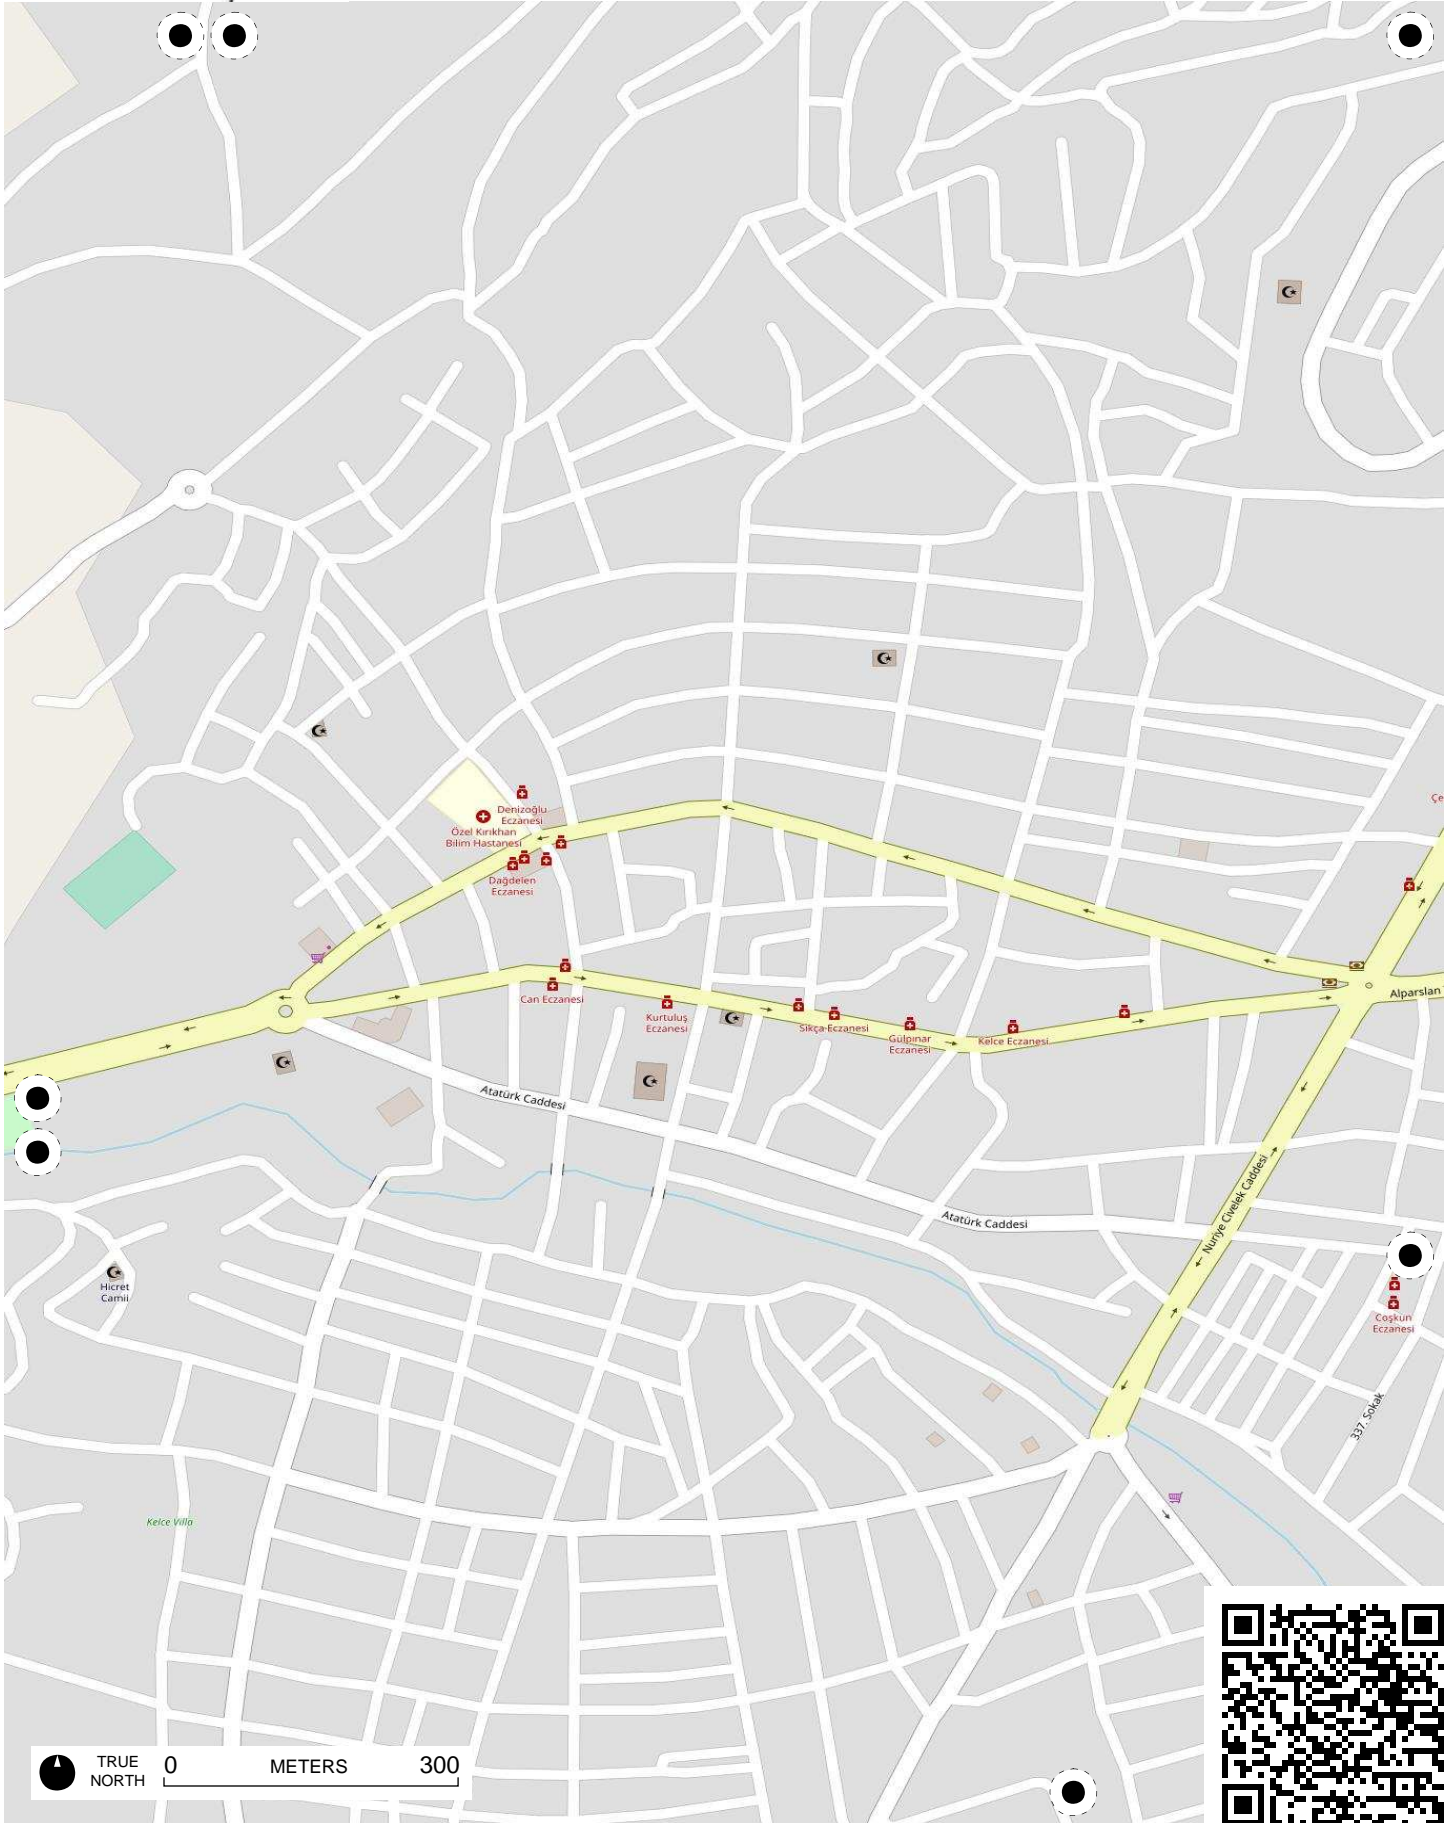 Denizoğlu
Eczanesi
Özel Kırıkhan
Bilim Hastanesi
Dağdelen
Eczanesi
Can Eczanesi
Kurtuluş
Eczanesi
Sıkça Eczanesi
Gülpınar
Eczanesi
Kelce Eczanesi
Alparslan
Çe
Atatürk Caddesi
Atatürk Caddesi
Nuriye Civelek Caddesi
Hicret
Camii
Coşkun
Eczanesi
337. Sokak
Kelce Villa
TRUE
NORTH
0 METERS 300